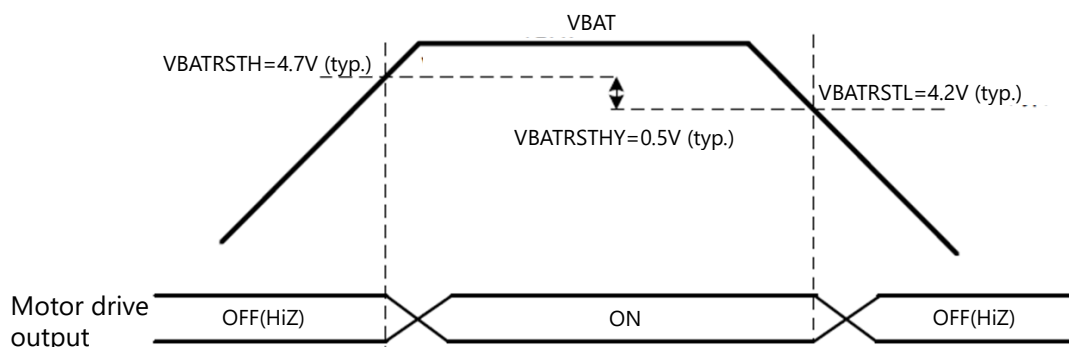 VBAT
VBATRSTH=4.7V (typ.)
VBATRSTL=4.2V (typ.)
VBATRSTHY=0.5V (typ.)
Motor drive
output
OFF(HiZ)
ON
OFF(HiZ)